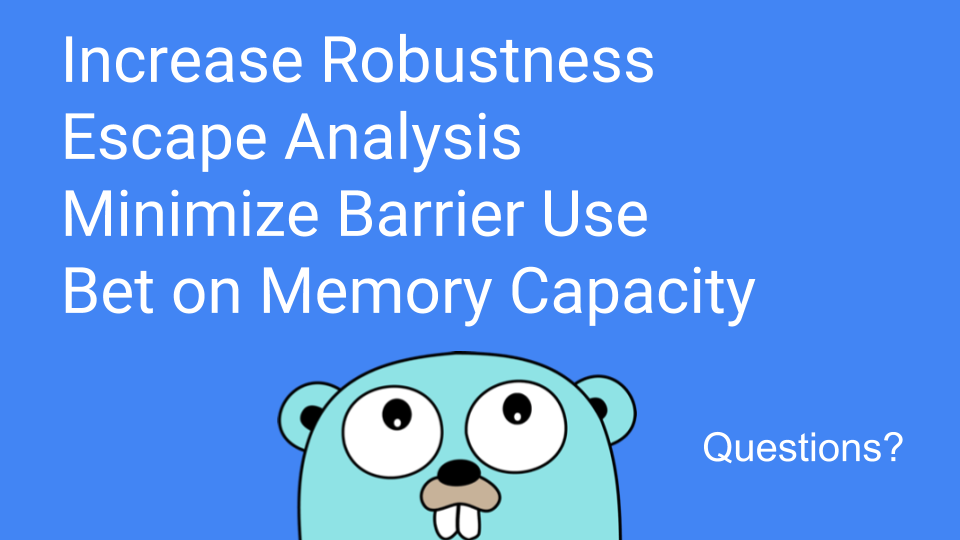 Increase Robustness
Escape Analysis
Minimize Barrier Use
Bet on Memory Capacity
Questions?